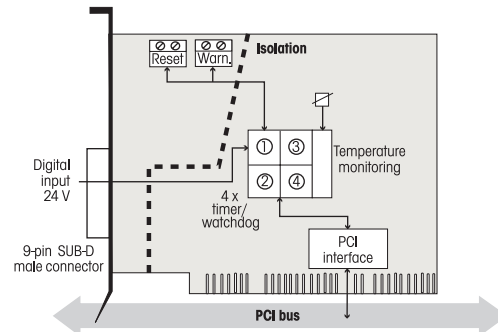 Reset
Warn.
Isolation
1
3
2
4
Temperature
monitoring
Digital
input
24 V
4 x
timer/
watchdog
9-pin SUB-D
male connector
PCI
interface
PCI bus